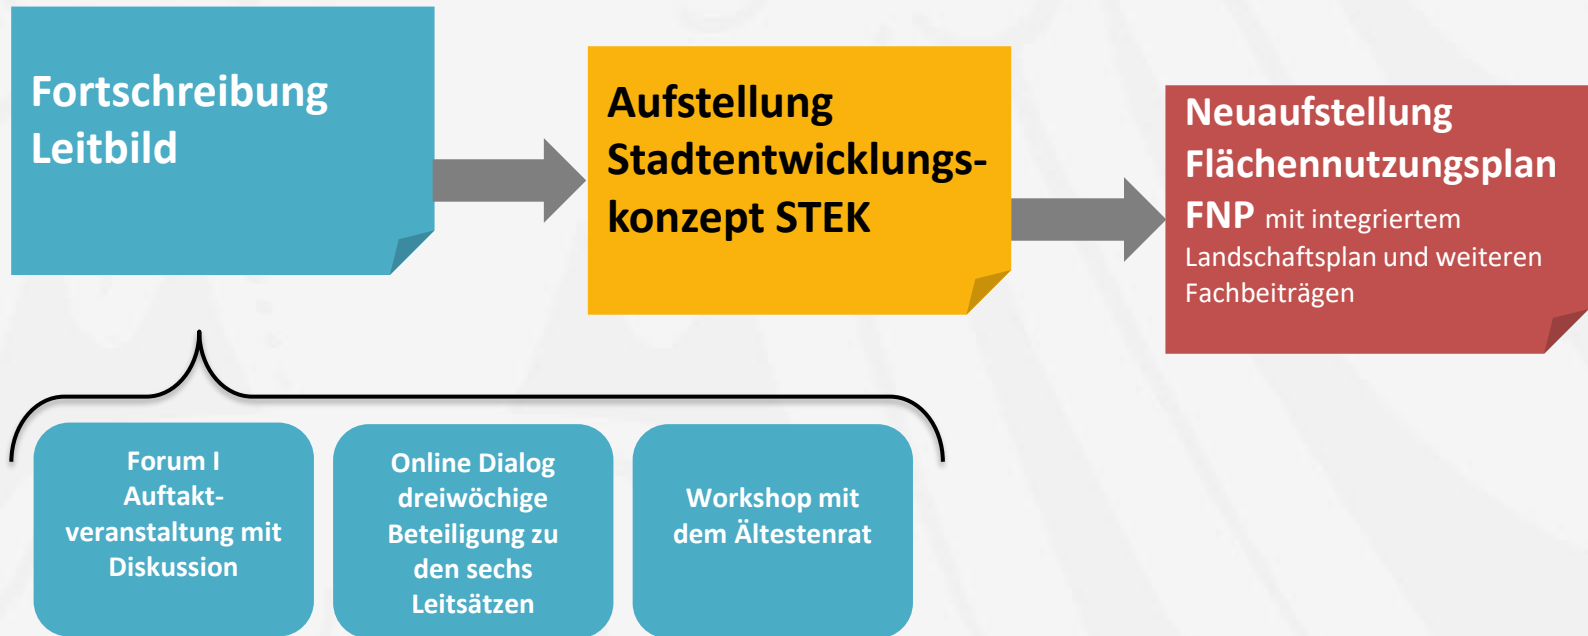 Fortschreibung
Leitbild
Aufstellung
Stadtentwicklungs-
konzept STEK
Neuaufstellung
Flächennutzungsplan
FNP mit integriertem
Landschaftsplan und weiteren
Fachbeiträgen
Forum I
Auftakt-
veranstaltung mit
Diskussion
Online Dialog
dreiwöchige
Beteiligung zu
den sechs
Leitsätzen
Workshop mit
dem Ältestenrat